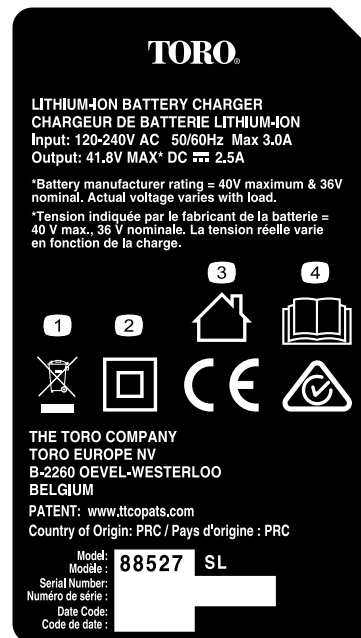 TORO®
LITHIUM-ION BATTERY CHARGER
CHARGEUR DE BATTERIE LITHIUM-ION
Input: 120-240V AC 50/60Hz Max 3.0A
Output: 41.8V MAX* DC 2.5A
*Battery manufacturer rating = 40V maximum & 36V
nominal. Actual voltage varies with load.
*Tension indiquée par le fabricant de la batterie =
40 V max., 36 V nominale. La tension réelle varie
en fonction de la charge.
3 4
1 2
CE
THE TORO COMPANY
TORO EUROPE NV
B-2260 OEVEL-WESTERLOO
BELGIUM
PATENT: www.ttcopats.com
Country of Origin: PRC / Pays d'origine : PRC
Model:
Modèle : 88527 SL
Serial Number:
Numéro de série :
Date Code:
Code de date :